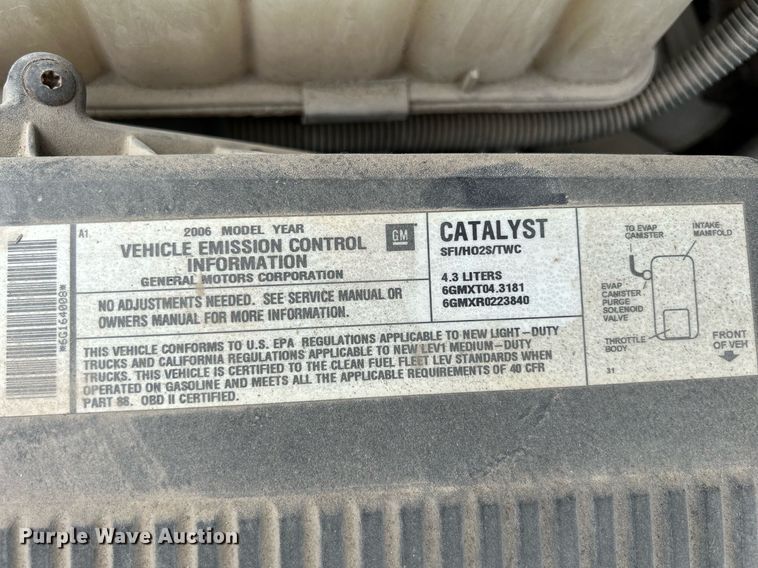 *6G164008*
A1
2006 MODEL YEAR
VEHICLE EMISSION CONTROL
INFORMATION
GENERAL MOTORS CORPORATION
GM
NO ADJUSTMENTS NEEDED. SEE SERVICE MANUAL OR
OWNERS MANUAL FOR MORE INFORMATION.
CATALYST
SFI/HO2S/TWC
4.3 LITERS
6GMXT04.3181
6GMXR0223840
THIS VEHICLE CONFORMS TO U.S. EPA REGULATIONS APPLICABLE TO NEW LIGHT-DUTY
TRUCKS AND CALIFORNIA REGULATIONS APPLICABLE TO NEW LEV1 MEDIUM-DUTY
TRUCKS. THIS VEHICLE IS CERTIFIED TO THE CLEAN FUEL FLEET LEV STANDARDS WHEN
OPERATED ON GASOLINE AND MEETS ALL THE APPLICABLE REQUIREMENTS OF 40 CFR
PART 88. OBD II CERTIFIED.
TO EVAP
CANISTER
INTAKE
MANIFOLD
EVAP
CANISTER
PURGE
SOLENOID
VALVE
THROTTLE
BODY
FRONT
OF VEH
31
Purple Wave Auction